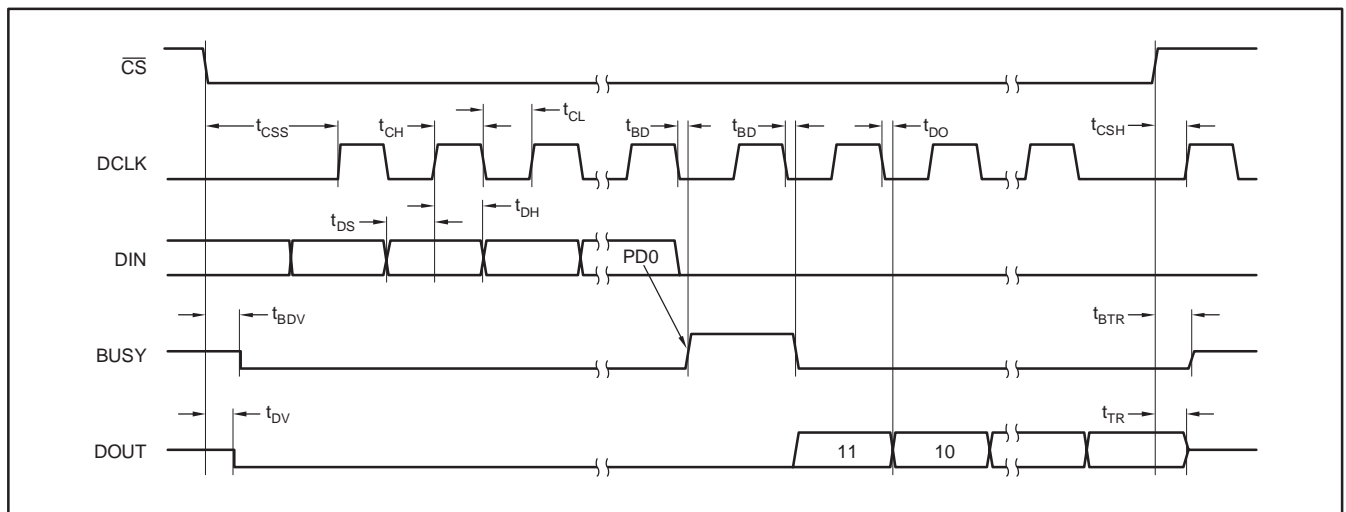 CS
tCSS
tCH
tCL
tBD
tBD
tDO
tCSH
DCLK
tDS
tDH
DIN
PD0
tBDV
tBTR
BUSY
tDV
tTR
DOUT
11
10